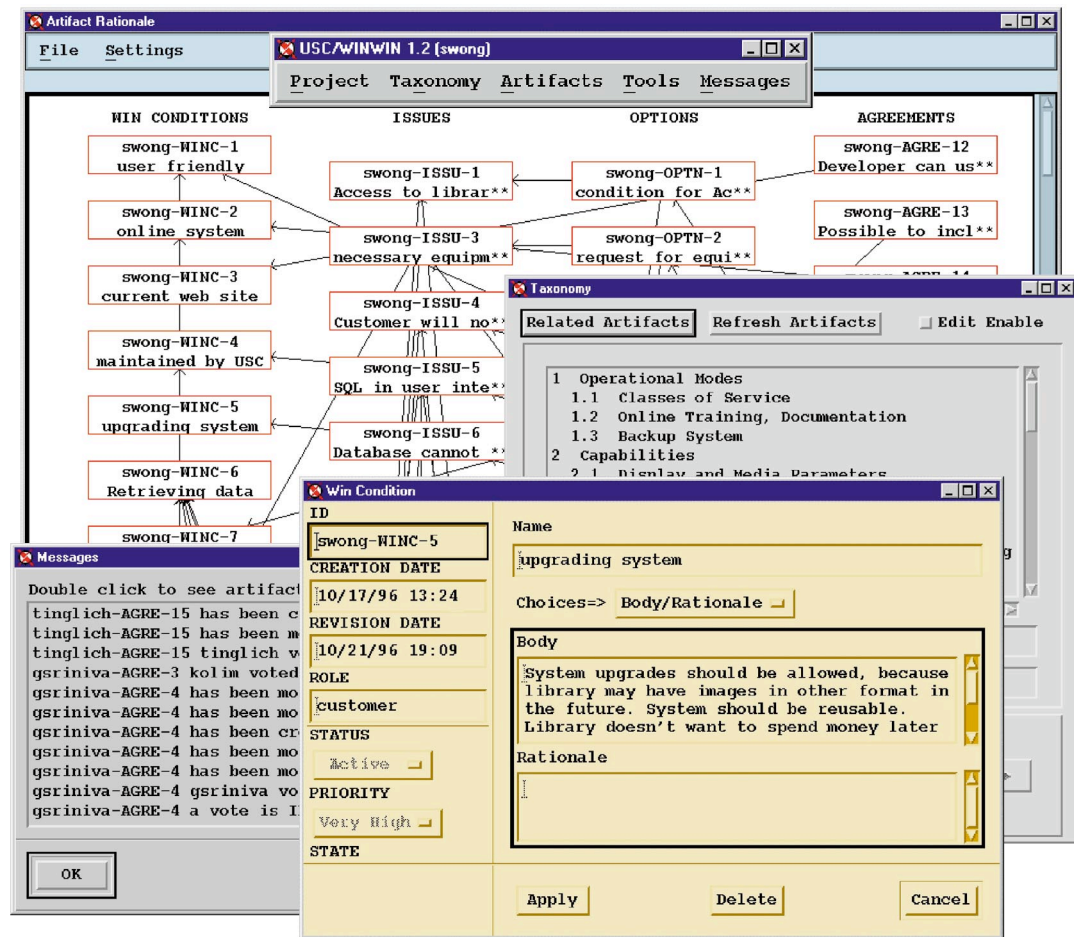 Artifact Rationale
File Settings
USC/WINWIN 1.2 (swong)
Project Taxonomy Artifacts Tools Messages
WIN CONDITIONS
ISSUES
OPTIONS
AGREEMENTS
swong-WINC-1
user friendly
swong-WINC-2
online system
swong-WINC-3
current web site
swong-WINC-4
maintained by USC
swong-WINC-5
upgrading system
swong-WINC-6
Retrieving data
swong-WINC-7
swong-ISSU-1
Access to librar**
swong-ISSU-3
necessary equipm**
swong-ISSU-4
Customer will no**
swong-ISSU-5
SQL in user inte**
swong-ISSU-6
Database cannot **
swong-OPTN-1
condition for Ac**
swong-OPTN-2
request for equi**
swong-AGRE-12
Developer can us**
swong-AGRE-13
Possible to incl**
Taxonomy
Related Artifacts Refresh Artifacts Edit Enable
1 Operational Modes
1.1 Classes of Service
1.2 Online Training, Documentation
1.3 Backup System
2 Capabilities
2.1 Display and Media Parameters
Messages
Double click to see artifact
tinglich-AGRE-15 has been c
tinglich-AGRE-15 has been m
tinglich-AGRE-15 tinglich v
gsriniva-AGRE-3 kolim voted
gsriniva-AGRE-4 has been mo
gsriniva-AGRE-4 has been mo
gsriniva-AGRE-4 has been cr
gsriniva-AGRE-4 has been mo
gsriniva-AGRE-4 has been mo
gsriniva-AGRE-4 gsriniva vo
gsriniva-AGRE-4 a vote is I
OK
Win Condition
ID
swong-WINC-5
CREATION DATE
10/17/96 13:24
REVISION DATE
10/21/96 19:09
ROLE
customer
STATUS
Active
PRIORITY
Very High
STATE
Name
upgrading system
Choices=> Body/Rationale
Body
System upgrades should be allowed, because
library may have images in other format in
the future. System should be reusable.
Library doesn't want to spend money later
Rationale
Apply Delete Cancel